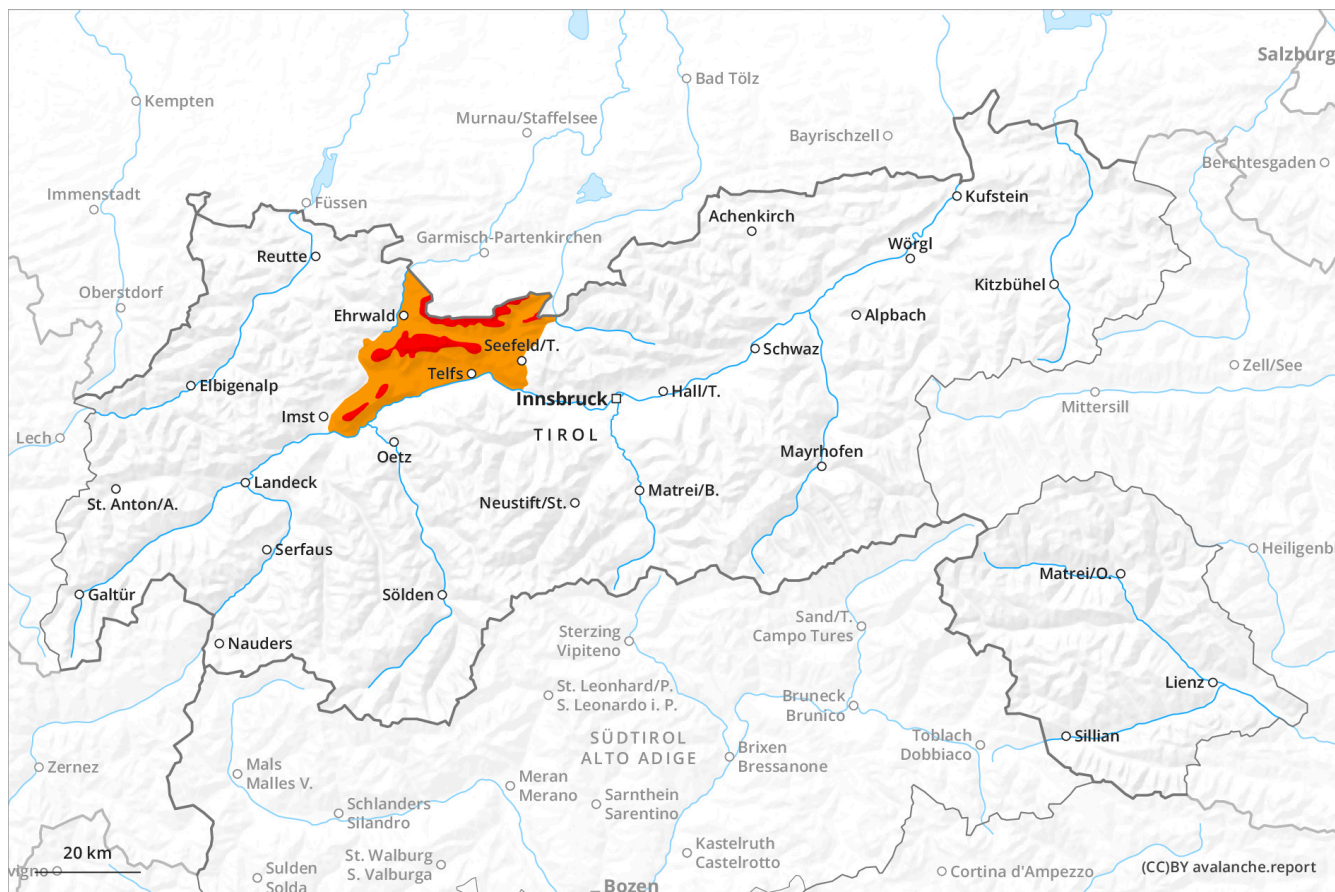 Salzburg
Bad Tölz
Kempten
Murnau/Staffelsee
Bayrischzell
Berchtesgaden
Immenstadt
Füssen
Kufstein
Achenkirch
Garmisch-Partenkirchen
Wörgl
Reutte
Kitzbühel
Oberstdorf
Ehrwald
Alpbach
Seefeld/T.
Schwaz
Zell/See
Telfs
Elbigenalp
Hall/T.
Innsbruck
Mittersill
Imst
TIROL
Lech
Oetz
Mayrhofen
Landeck
St. Anton/A.
Matrei/B.
Neustift/St.
Serfaus
Heiligenb
Matrei/O.
Galtür
Sölden
Sand/T.
Campo Tures
Sterzing
Vipiteno
Nauders
Lienz
St. Leonhard/P.
S. Leonardo i. P.
Bruneck
Brunico
Sillian
SÜDTIROL
ALTO ADIGE
Toblach
Dobbiaco
Brixen
Bressanone
Zernez
Mals
Malles V.
Meran
Merano
Sarnthein
Sarentino
Schlanders
Silandro
Kastelruth
Castelrotto
20 km
vigno
St. Walburg
S. Valburga
Sulden
Solda
Cortina d'Ampezzo
(CC)BY avalanche.report
Bozen